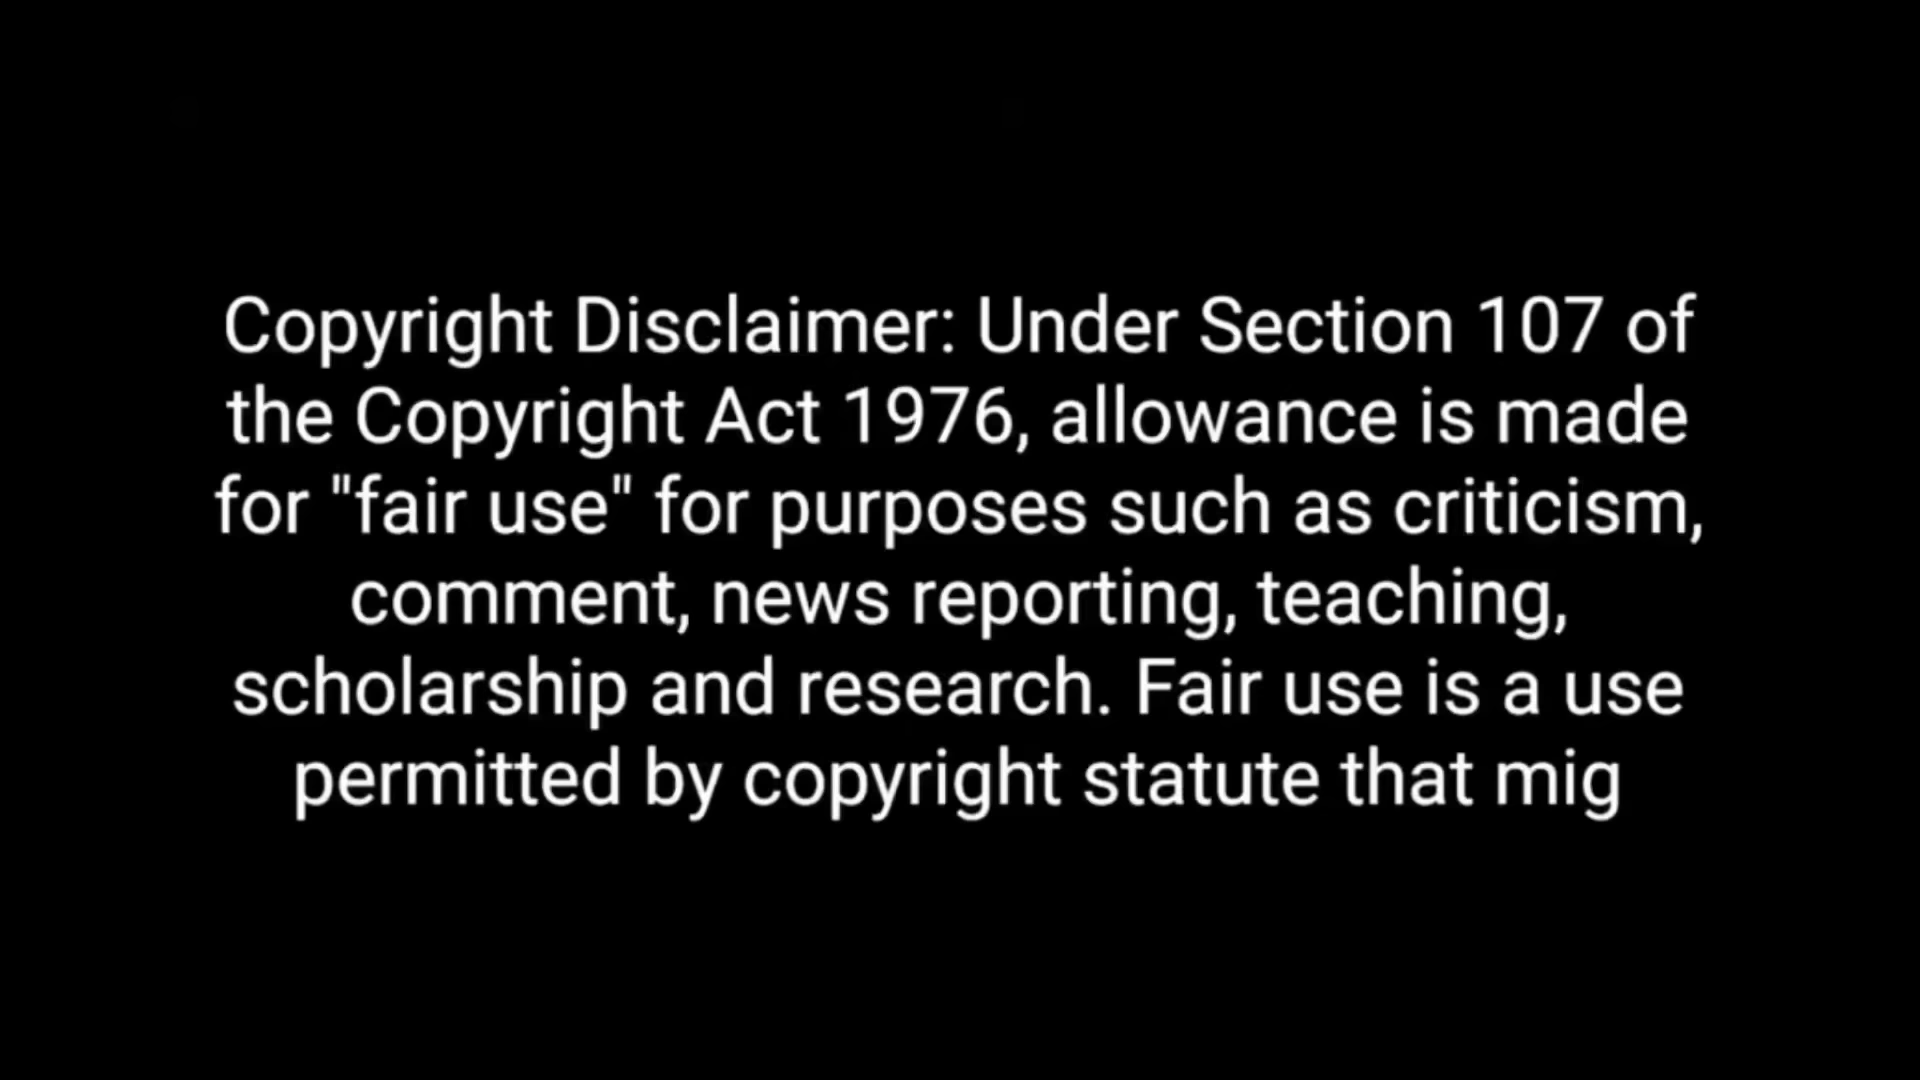 Copyright Disclaimer: Under Section 107 of
the Copyright Act 1976, allowance is made
for "fair use" for purposes such as criticism,
comment, news reporting, teaching,
scholarship and research. Fair use is a use
permitted by copyright statute that mig